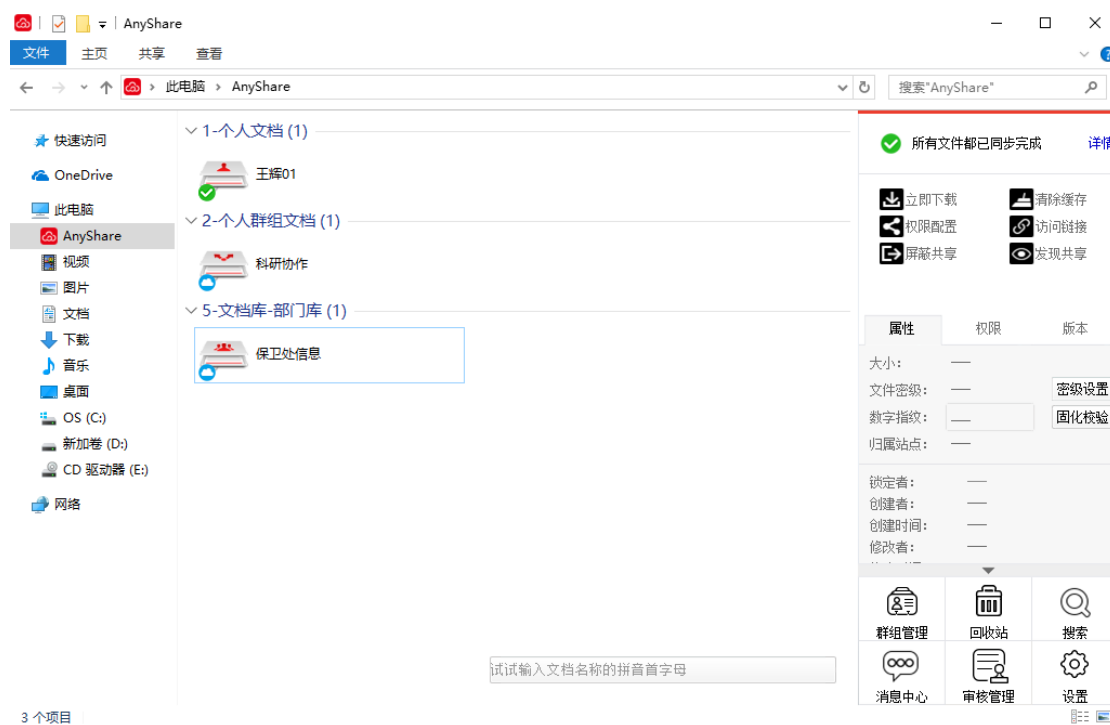 AnyShare
文件 主页 共享 查看
此电脑 AnyShare 搜索"AnyShare"
快速访问
OneDrive
此电脑
AnyShare
视频
图片
文档
下载
音乐
桌面
OS (C:)
新加卷 (D:)
CD 驱动器 (E:)
网络
1-个人文档 (1)
王辉01
2-个人群组文档 (1)
科研协作
5-文档库-部门库 (1)
保卫处信息
试试输入文档名称的拼音首字母
所有文件都已同步完成 详情
立即下载 清除缓存
权限配置 访问链接
屏蔽共享 发现共享
属性 权限 版本
大小: —
文件密级: — 密级设置
数字指纹: — 固化校验
归属站点: —
锁定者: —
创建者: —
创建时间: —
修改者: —
群组管理 回收站 搜索
消息中心 审核管理 设置
3 个项目